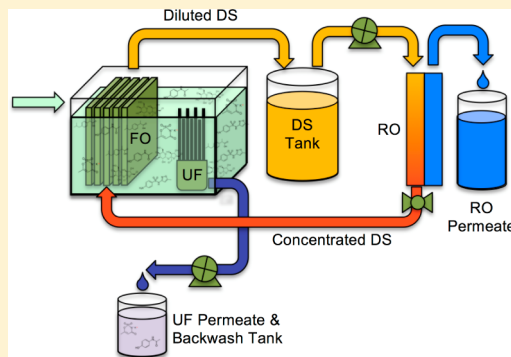 Diluted DS
FO
UF
DS
Tank
RO
RO
Permeate
Concentrated DS
UF Permeate &
Backwash Tank